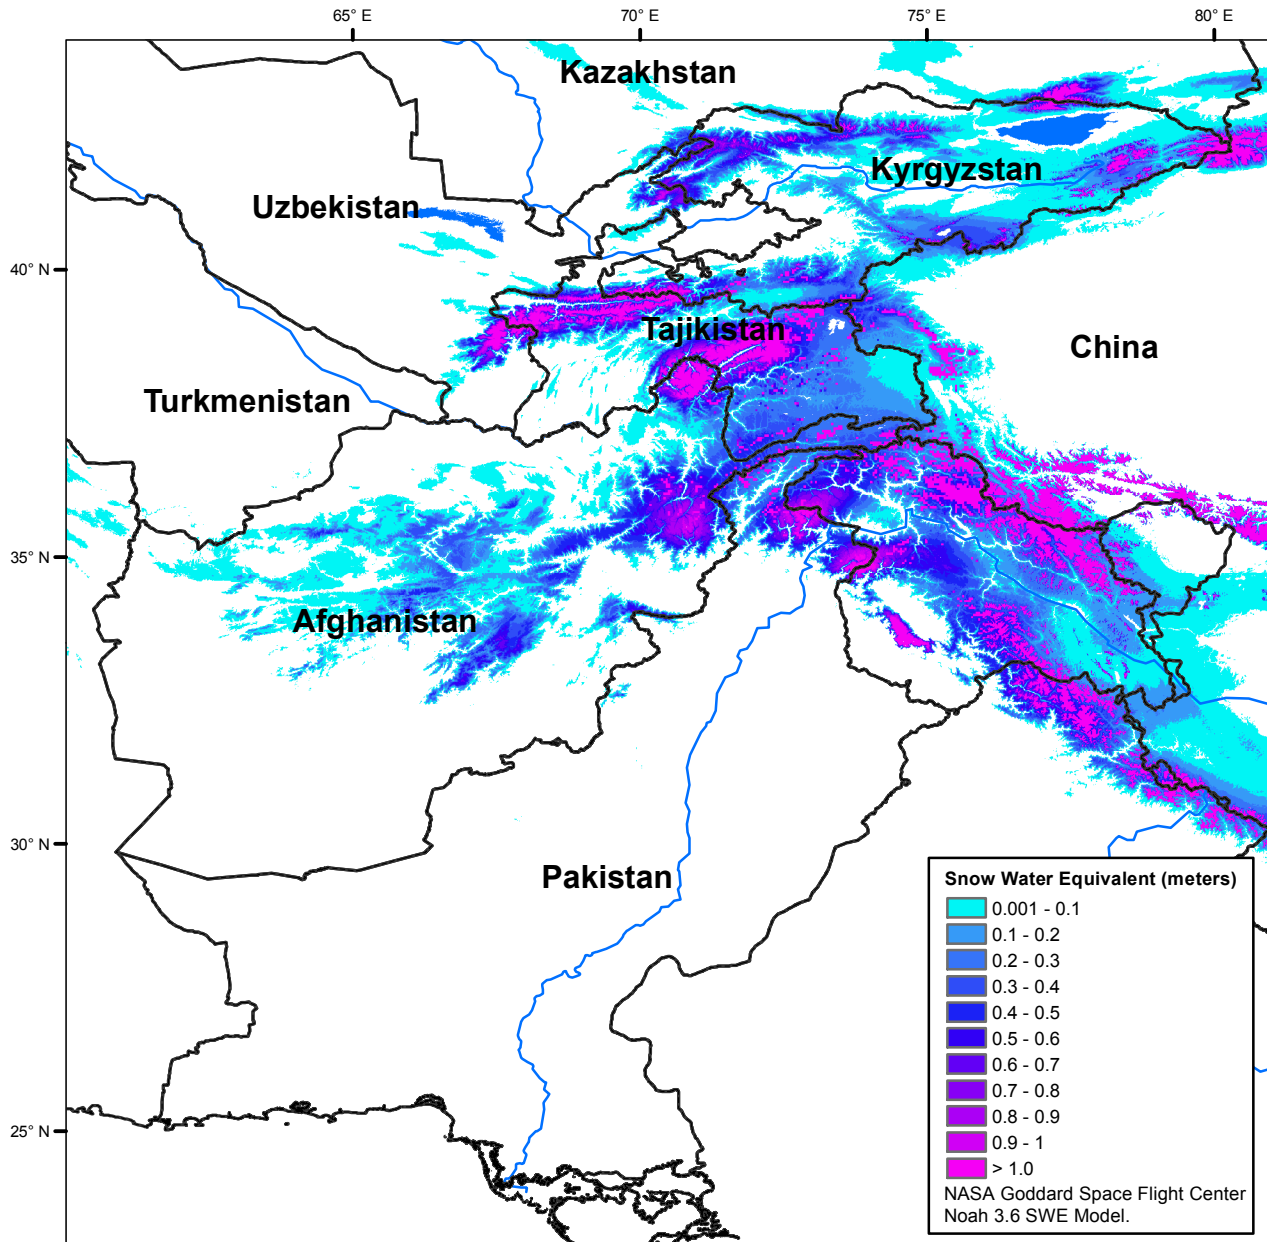 65° E
70° E
75° E
80° E
Kazakhstan
Kyrgyzstan
Uzbekistan
40° N
Tajikistan
China
Turkmenistan
35° N
Afghanistan
30° N
Pakistan
25° N
Snow Water Equivalent (meters)
0.001 - 0.1
0.1 - 0.2
0.2 - 0.3
0.3 - 0.4
0.4 - 0.5
0.5 - 0.6
0.6 - 0.7
0.7 - 0.8
0.8 - 0.9
0.9 - 1
> 1.0
NASA Goddard Space Flight Center
Noah 3.6 SWE Model.